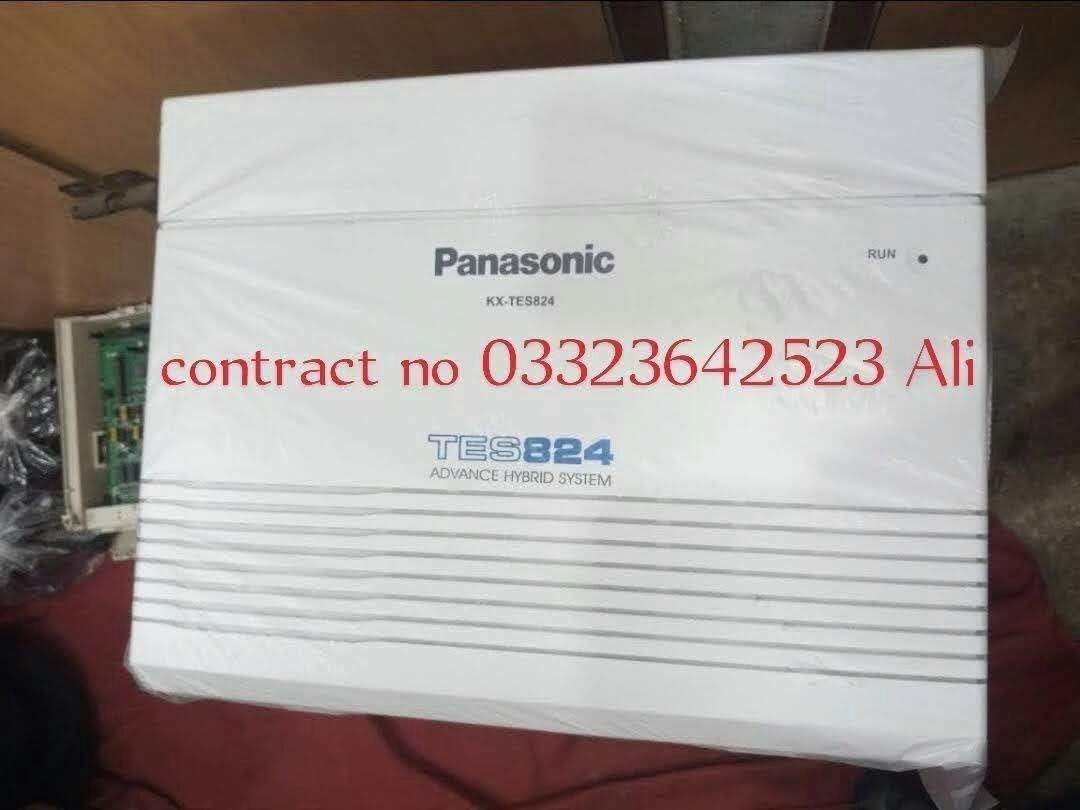 Panasonic
RUN
KX-TES824
contract no 03323642523 Ali
TES824
ADVANCE HYBRID SYSTEM